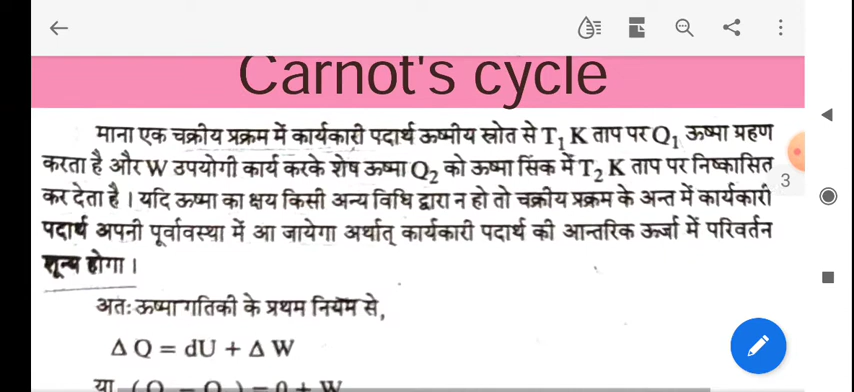 Carnot's cycle
माना एक चक्रीय प्रक्रम में कार्यकारी पदार्थ ऊष्मीय स्रोत से T₁ K ताप पर Q₁ ऊष्मा ग्रहण
करता है और W उपयोगी कार्य करके शेष ऊष्मा Q₂ को ऊष्मा सिंक में T₂ K ताप पर निष्कासित
3
कर देता है। यदि ऊष्मा का क्षय किसी अन्य विधि द्वारा न हो तो चक्रीय प्रक्रम के अन्त में कार्यकारी
पदार्थ अपनी पूर्वावस्था में आ जायेगा अर्थात् कार्यकारी पदार्थ की आन्तरिक ऊर्जा में परिवर्तन
शून्य होगा।
अतः ऊष्मागतिकी के प्रथम नियम से,
Δ Q = dU + Δ W
या (Q – Q ) = 0 + W